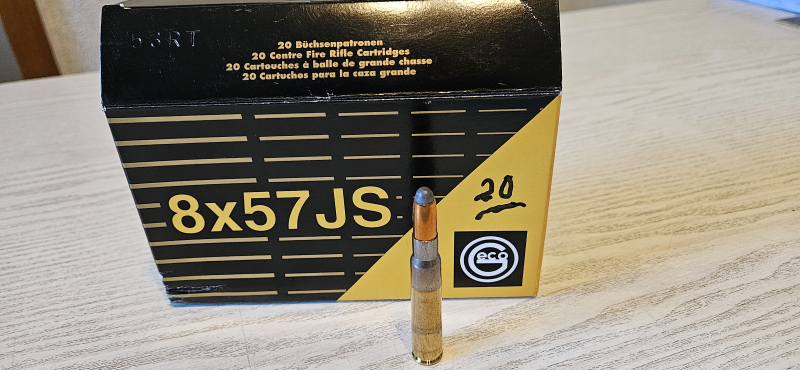 53RT
20 Büchsenpatronen
20 Centre Fire Rifle Cartridges
20 Cartouches à balle de grande chasse
20 Cartuchos para la caza grande
8x57JS
20
Geco